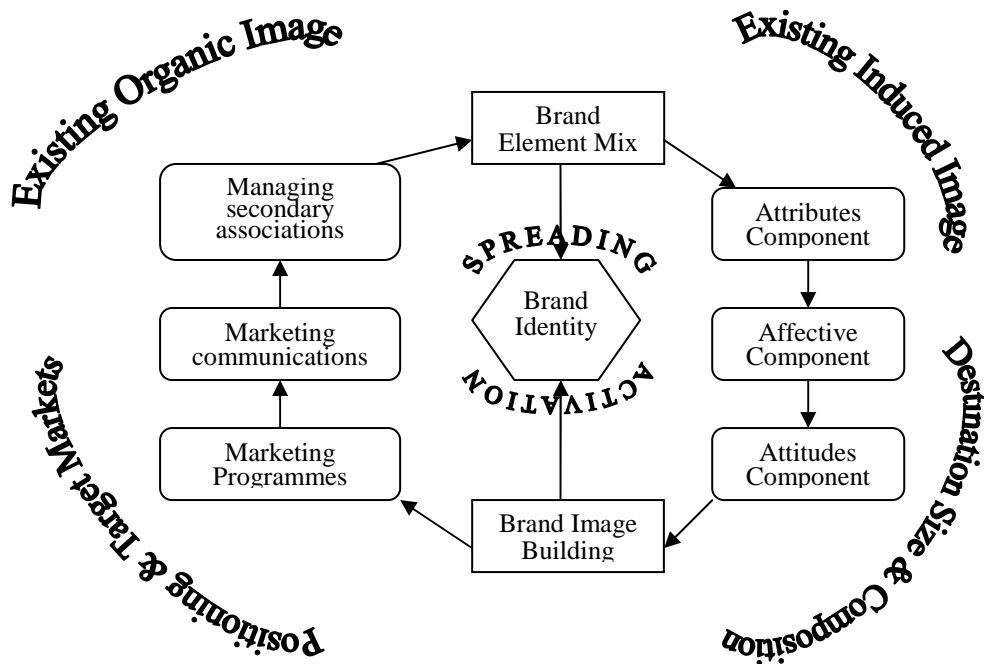 Existing Organic Image
Existing Induced Image
Brand
Element Mix
Managing
secondary
associations
Attributes
Component
SPREADING
Brand
Identity
ACTIVATION
Marketing
communications
Affective
Component
Marketing
Programmes
Attitudes
Component
Brand Image
Building
Positioning & Target Markets
Destination Size & Composition